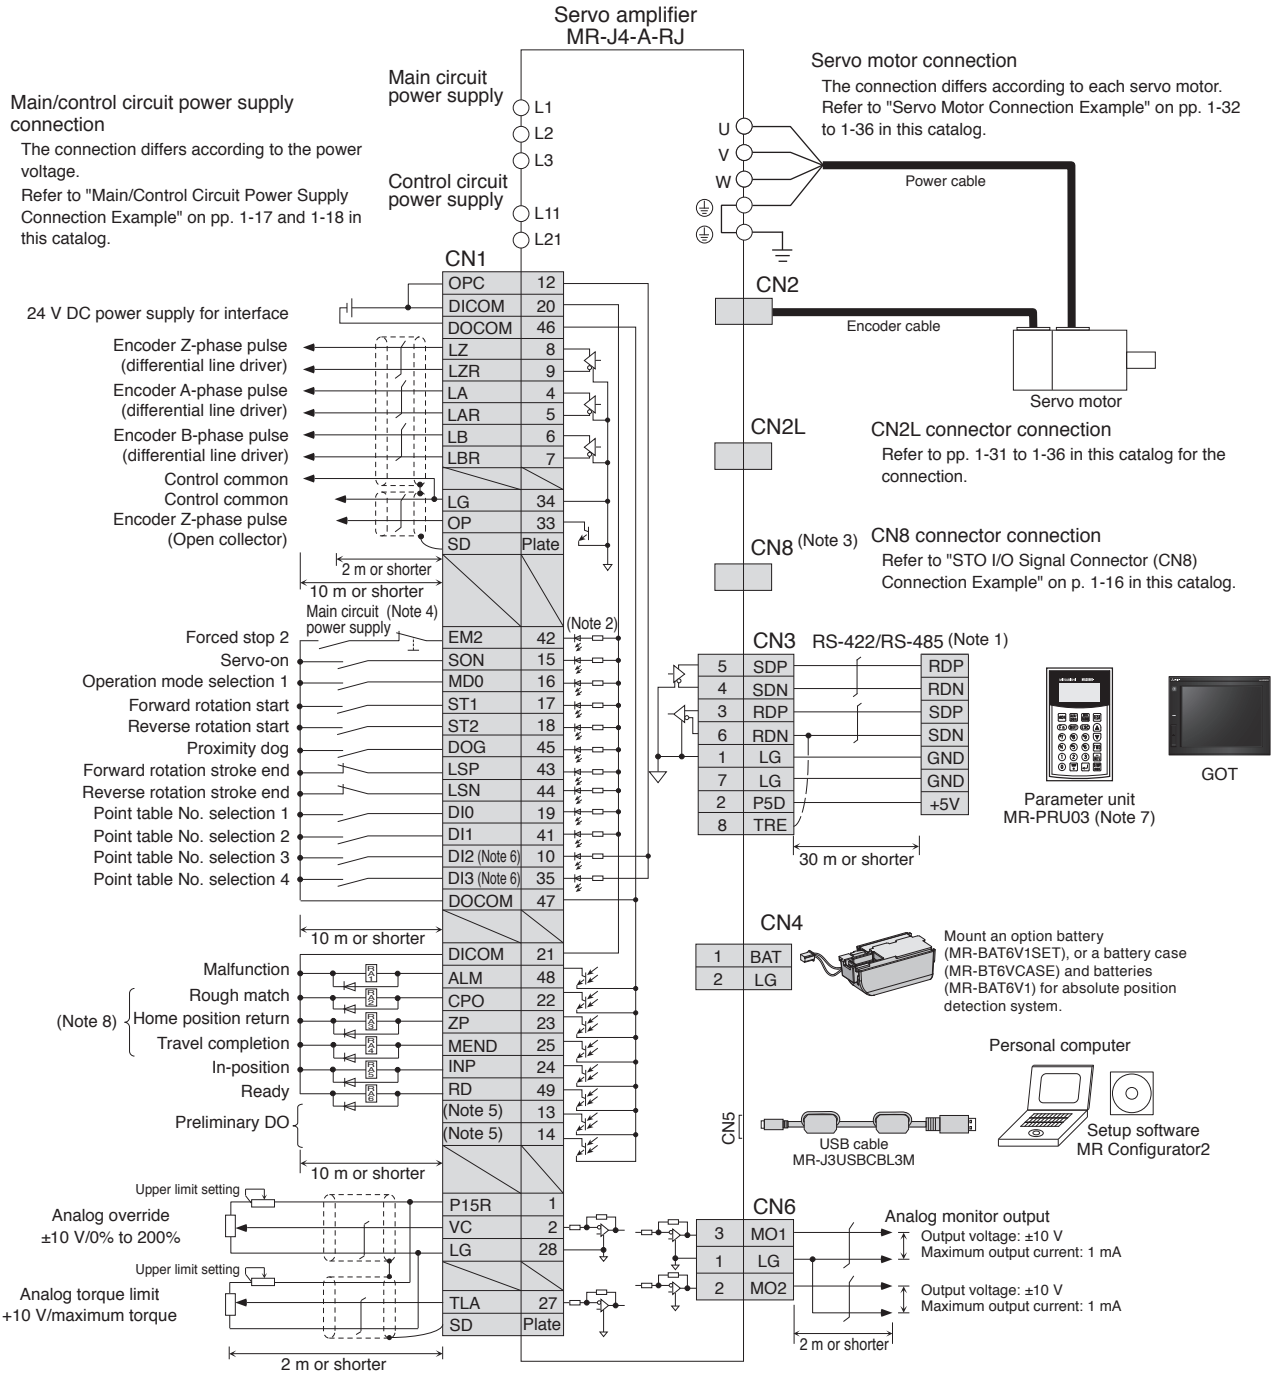 Servo amplifier
MR-J4-A-RJ
Main/control circuit power supply
connection
The connection differs according to the power
voltage.
Refer to "Main/Control Circuit Power Supply
Connection Example" on pp. 1-17 and 1-18 in
this catalog.
Main circuit
power supply
L1
L2
L3
Control circuit
power supply
L11
L21
Servo motor connection
The connection differs according to each servo motor.
Refer to "Servo Motor Connection Example" on pp. 1-32
to 1-36 in this catalog.
U
V
W
Power cable
CN2
Encoder cable
Servo motor
CN2L
CN2L connector connection
Refer to pp. 1-31 to 1-36 in this catalog for the
connection.
CN8 (Note 3)
CN8 connector connection
Refer to "STO I/O Signal Connector (CN8)
Connection Example" on p. 1-16 in this catalog.
CN1
OPC 12
24 V DC power supply for interface
DICOM 20
DOCOM 46
Encoder Z-phase pulse
(differential line driver)
LZ 8
LZR 9
Encoder A-phase pulse
(differential line driver)
LA 4
LAR 5
Encoder B-phase pulse
(differential line driver)
LB 6
LBR 7
Control common
Control common
LG 34
Encoder Z-phase pulse
(Open collector)
OP 33
SD Plate
2 m or shorter
10 m or shorter
Main circuit (Note 4)
power supply
(Note 2)
Forced stop 2 EM2 42
Servo-on SON 15
Operation mode selection 1 MD0 16
Forward rotation start ST1 17
Reverse rotation start ST2 18
Proximity dog DOG 45
Forward rotation stroke end LSP 43
Reverse rotation stroke end LSN 44
Point table No. selection 1 DI0 19
Point table No. selection 2 DI1 41
Point table No. selection 3 DI2 (Note 6) 10
Point table No. selection 4 DI3 (Note 6) 35
DOCOM 47
10 m or shorter
DICOM 21
Malfunction RA1 ALM 48
(Note 8)
Rough match RA2 CPO 22
Home position return RA3 ZP 23
Travel completion RA4 MEND 25
In-position RA5 INP 24
Ready RA6 RD 49
Preliminary DO
(Note 5) 13
(Note 5) 14
10 m or shorter
Upper limit setting
P15R 1
Analog override
±10 V/0% to 200%
VC 2
LG 28
Upper limit setting
Analog torque limit
+10 V/maximum torque
TLA 27
SD Plate
2 m or shorter
CN3
RS-422/RS-485 (Note 1)
5 SDP RDP
4 SDN RDN
3 RDP SDP
6 RDN SDN
1 LG GND
7 LG GND
2 P5D +5V
8 TRE
30 m or shorter
Parameter unit
MR-PRU03 (Note 7)
GOT
CN4
1 BAT
2 LG
Mount an option battery
(MR-BAT6V1SET), or a battery case
(MR-BT6VCASE) and batteries
(MR-BAT6V1) for absolute position
detection system.
Personal computer
CN5
USB cable
MR-J3USBCBL3M
Setup software
MR Configurator2
CN6
3 MO1
1 LG
2 MO2
Analog monitor output
Output voltage: ±10 V
Maximum output current: 1 mA
Output voltage: ±10 V
Maximum output current: 1 mA
2 m or shorter